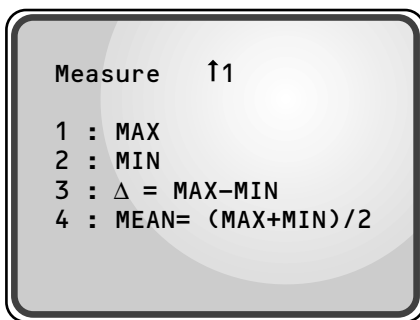 Measure ↑1
1 : MAX
2 : MIN
3 : Δ = MAX–MIN
4 : MEAN= (MAX+MIN)/2